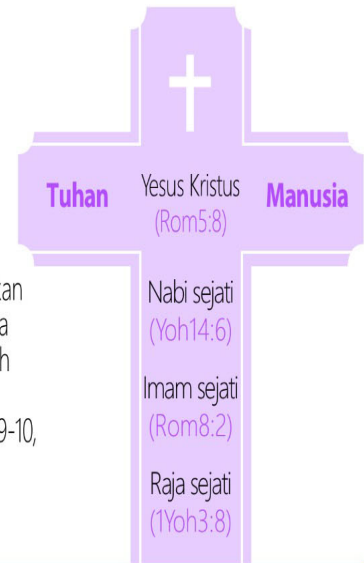 Tuhan
Yesus Kristus
(Rom5:8)
Manusia
Nabi sejati
(Yoh14:6)
Imam sejati
(Rom8:2)
Raja sejati
(1Yoh3:8)